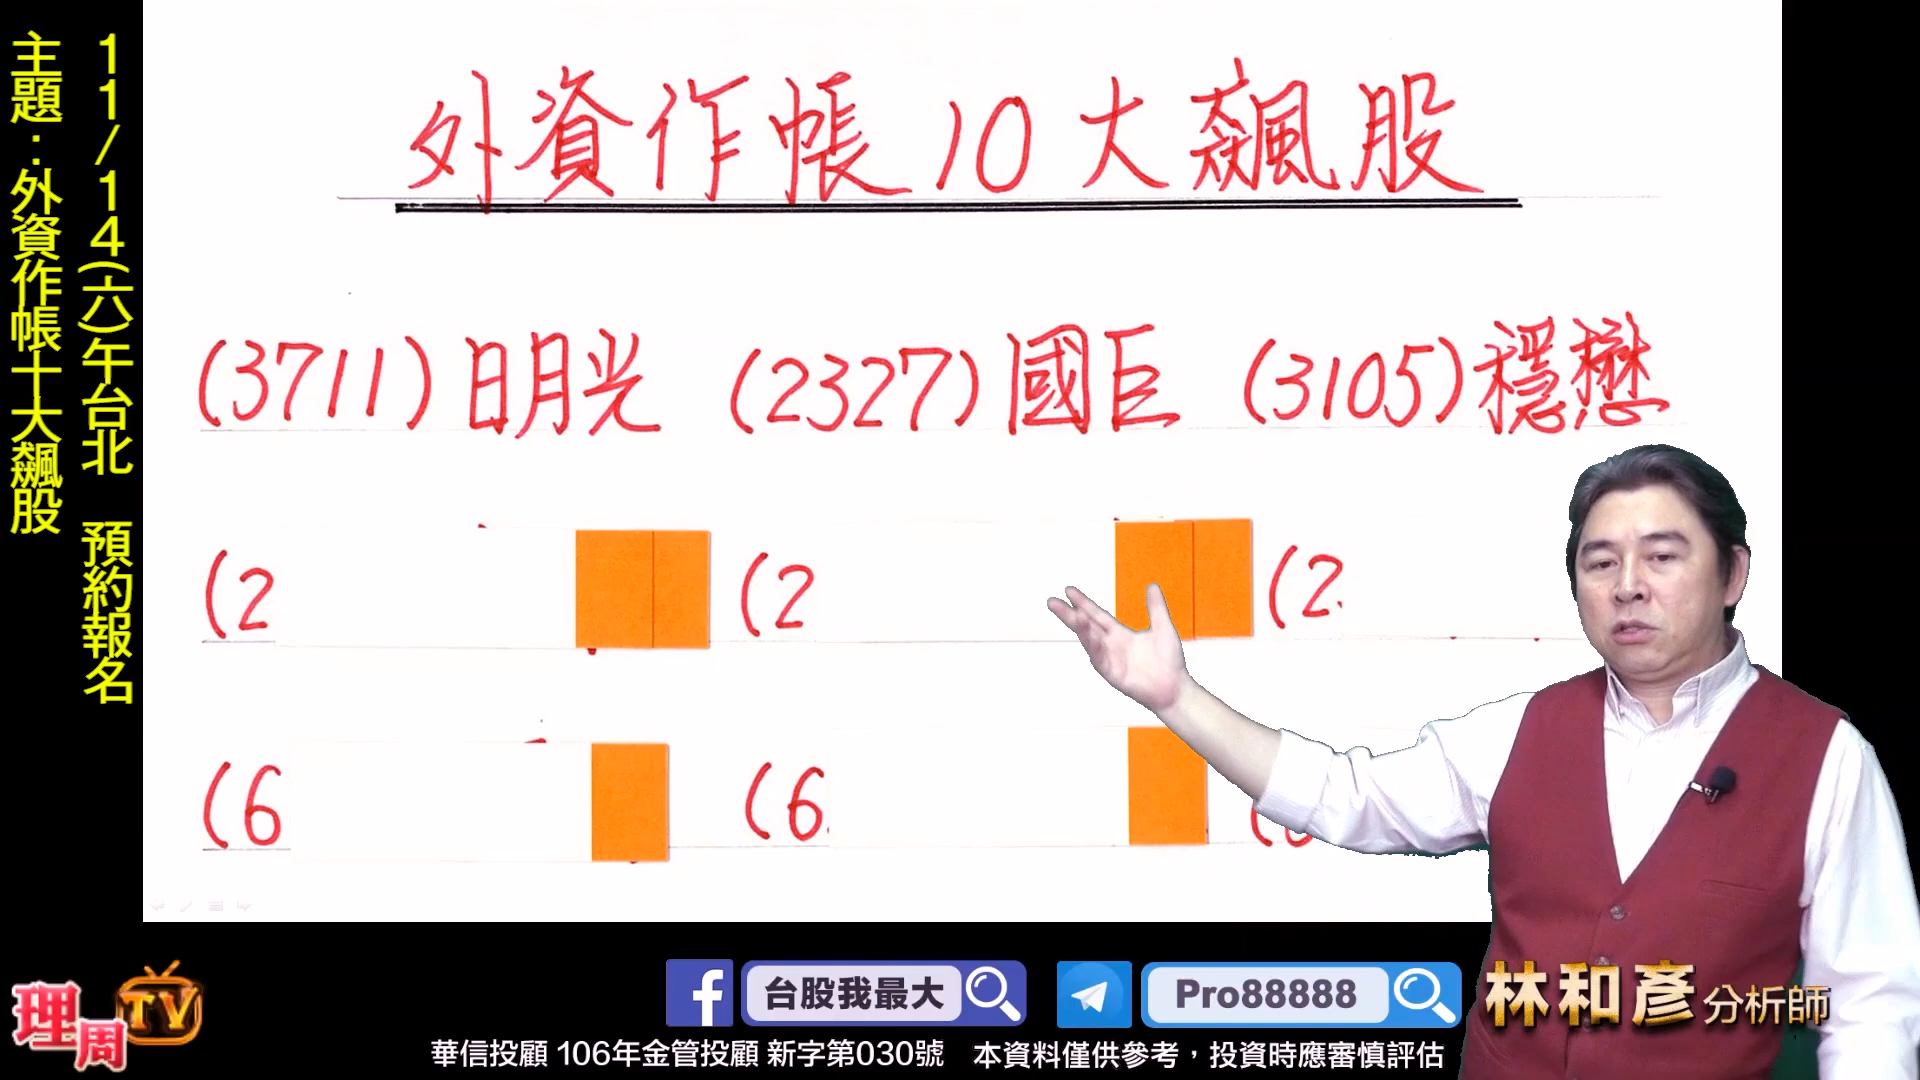 11/14(六)午台北 預約報名
主題：外資作帳十大飆股
外資作帳10大飆股
(3711)日月光 (2327)國巨 (3105)穩懋
(2 (2 (2
(6 (6
理周TV
台股我最大 Pro88888
林和彥分析師
華信投顧 106年金管投顧 新字第030號 本資料僅供參考，投資時應審慎評估